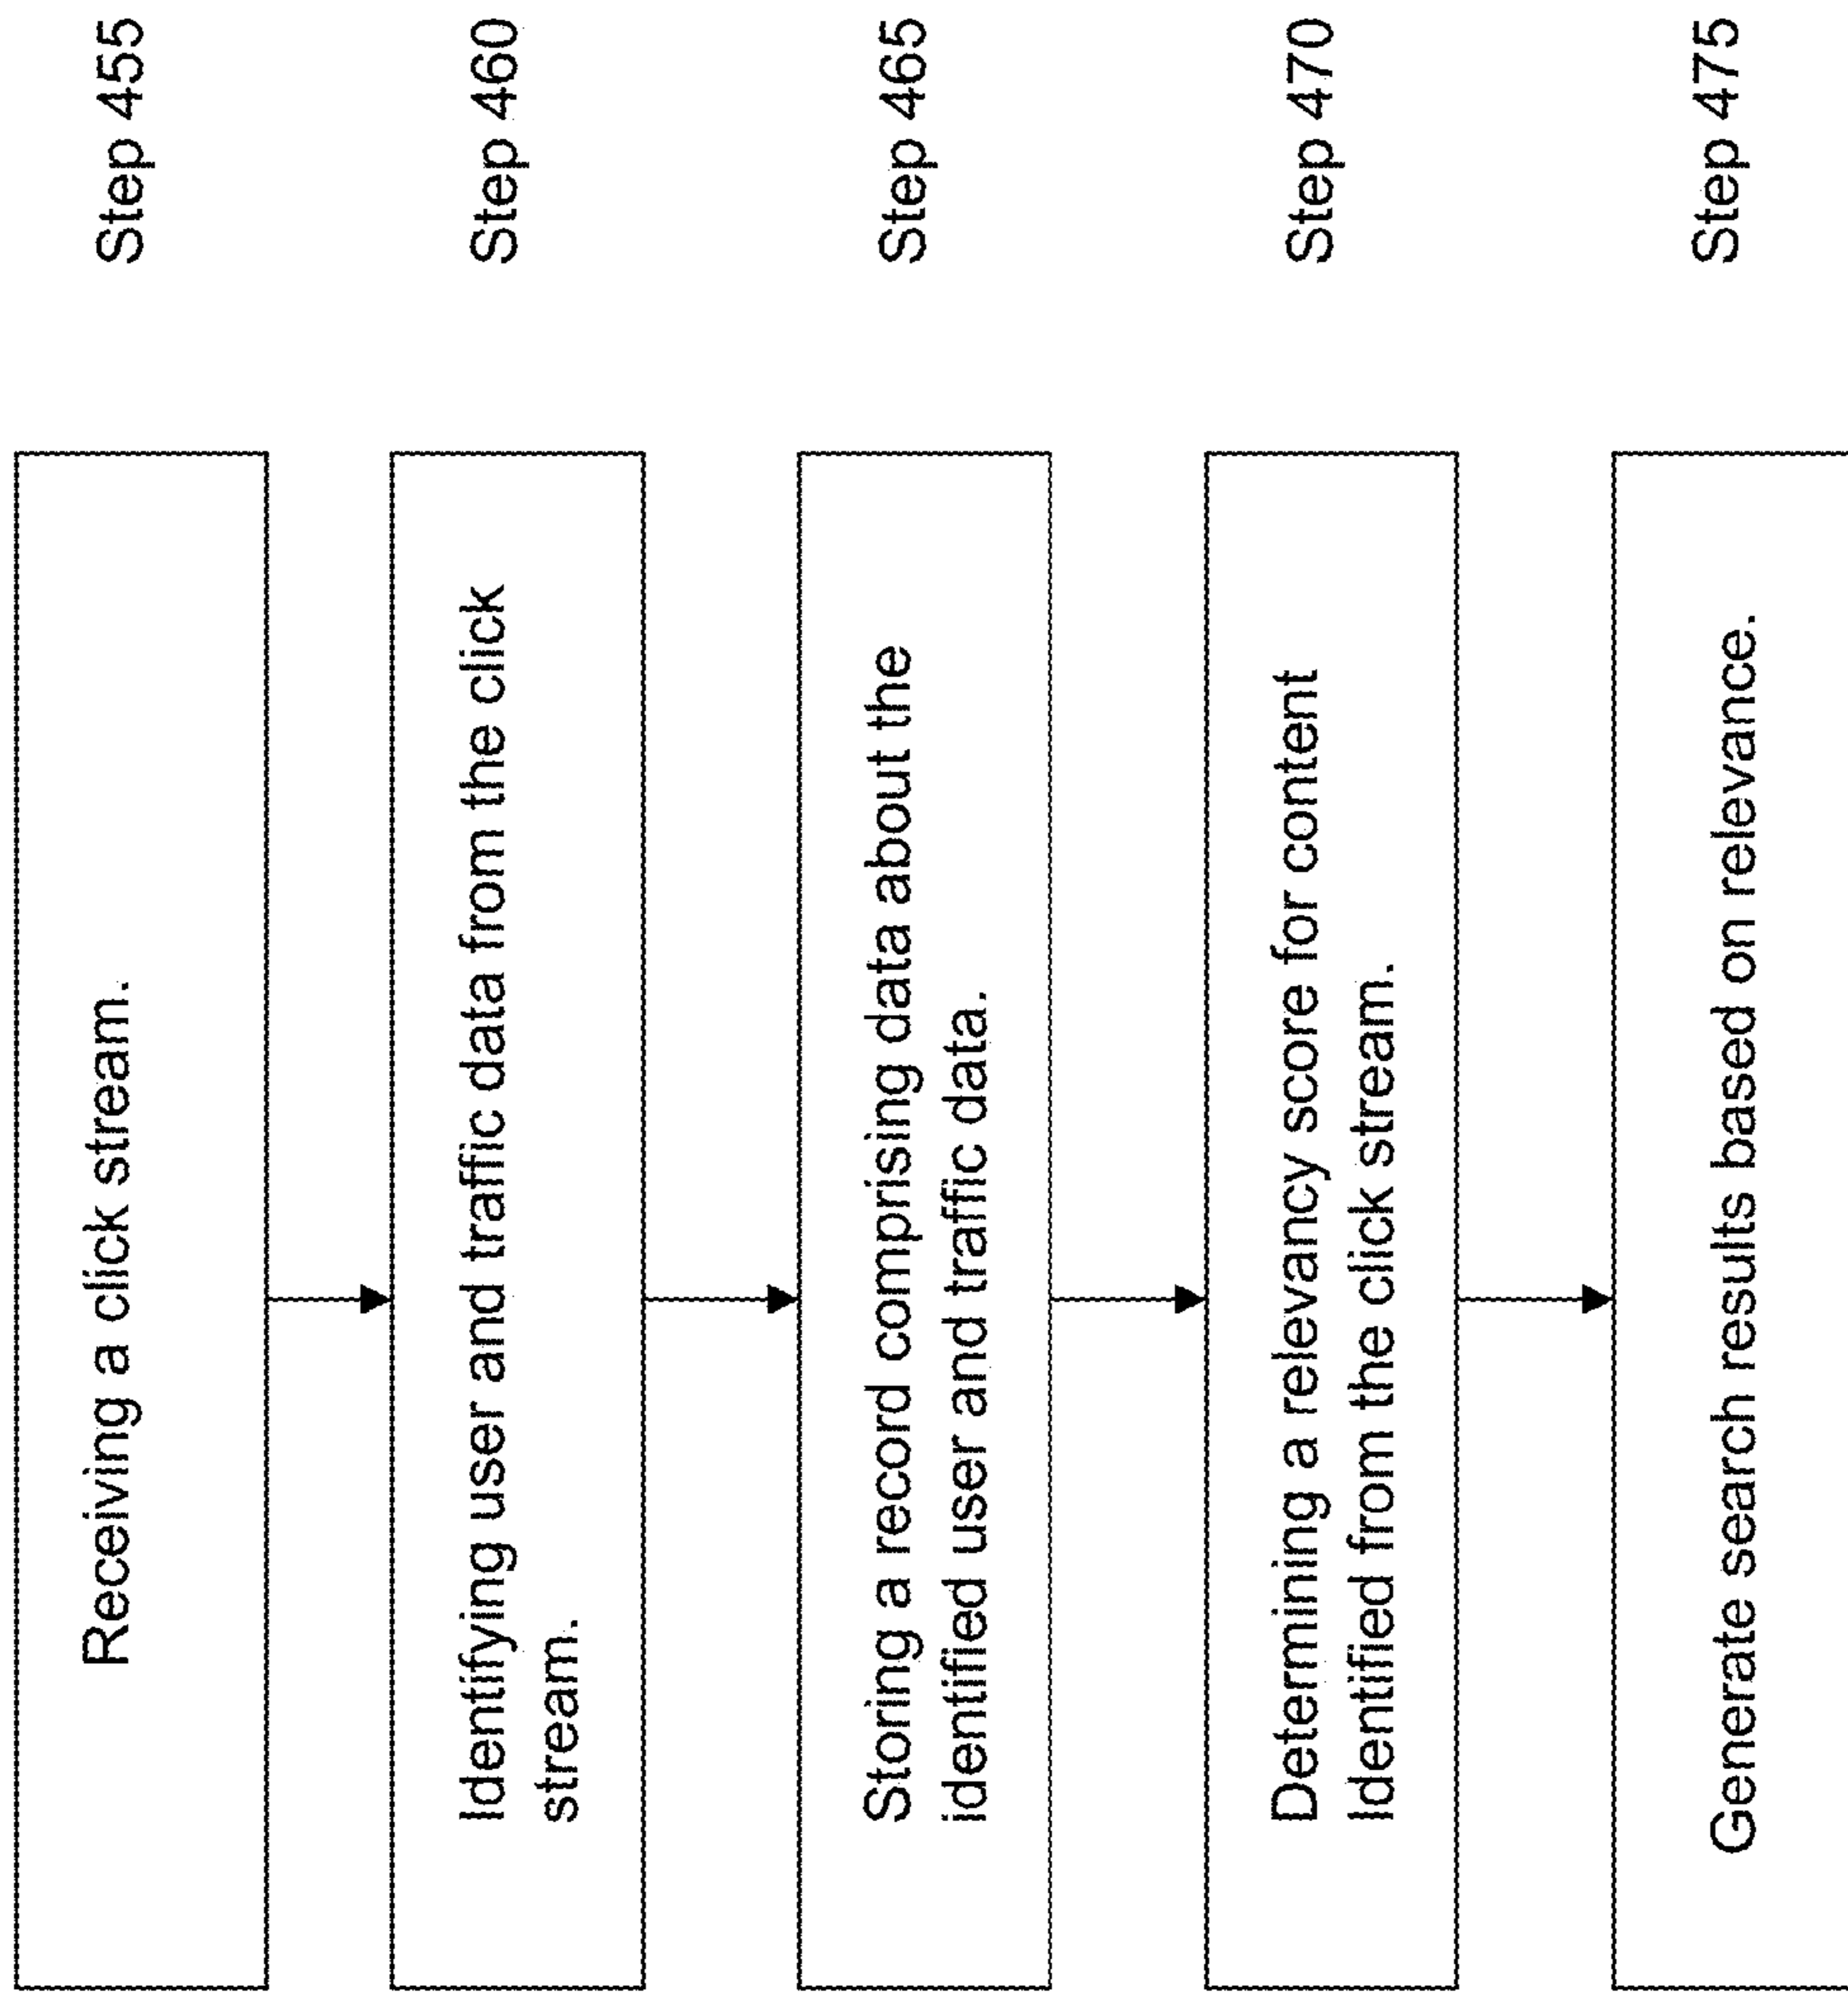 Receiving a click stream.
Step 455
Identifying user and traffic data from the click
stream.
Step 460
Storing a record comprising data about the
identified user and traffic data.
Step 465
Determining a relevancy score for content
Identified from the click stream.
Step 470
Generate search results based on relevance.
Step 475